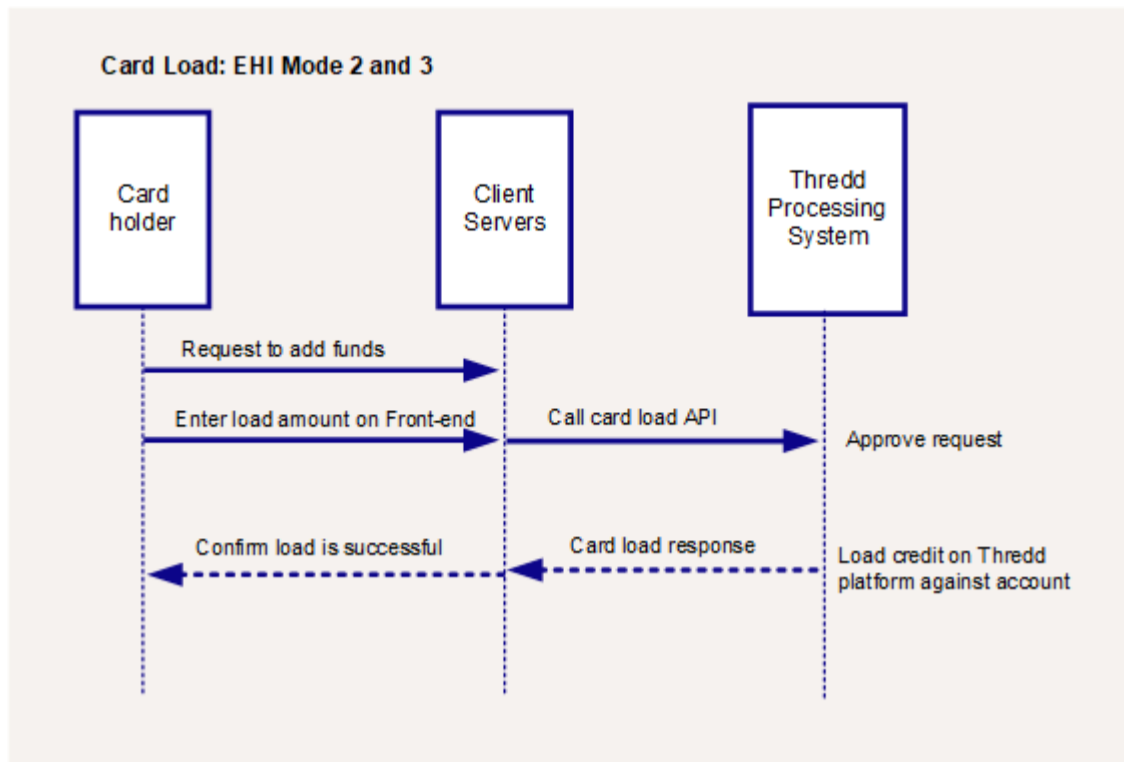 Card Load: EHI Mode 2 and 3
Card
holder
Client
Servers
Thredd
Processing
System
Request to add funds
Enter load amount on Front-end
Call card load API
Approve request
Confirm load is successful
Card load response
Load credit on Thredd
platform against account